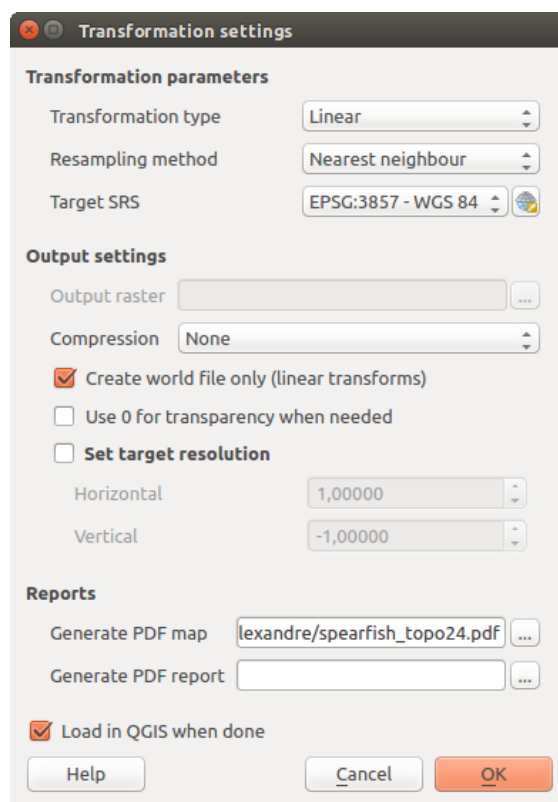 Transformation settings
Transformation parameters
Transformation type Linear
Resampling method Nearest neighbour
Target SRS EPSG:3857 - WGS 84
Output settings
Output raster ...
Compression None
Create world file only (linear transforms)
Use 0 for transparency when needed
Set target resolution
Horizontal 1,00000
Vertical -1,00000
Reports
Generate PDF map lexandre/spearfish_topo24.pdf ...
Generate PDF report ...
Load in QGIS when done
Help Cancel OK